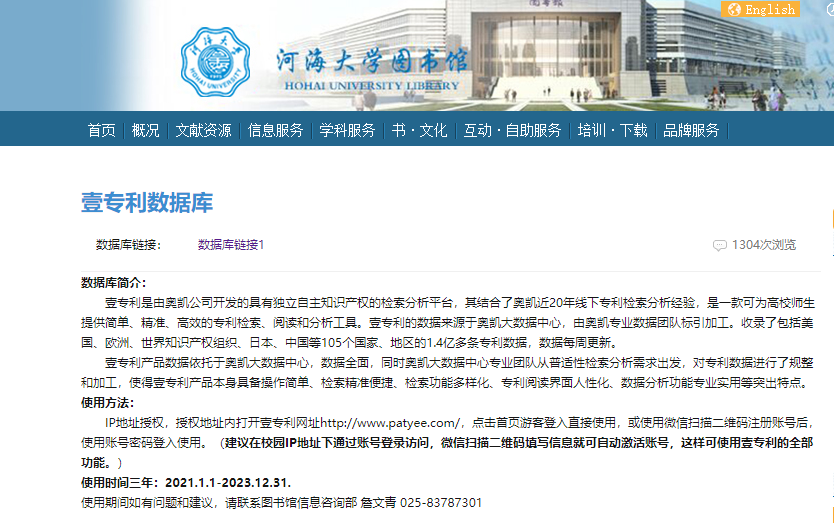 English
河海大学
HOHAI UNIVERSITY
河海大学图书馆
HOHAI UNIVERSITY LIBRARY
首页 概况 文献资源 信息服务 学科服务 书·文化 互动·自助服务 培训·下载 品牌服务
壹专利数据库
数据库链接： 数据库链接1 1304次浏览
数据库简介：
壹专利是由奥凯公司开发的具有独立自主知识产权的检索分析平台，其结合了奥凯近20年线下专利检索分析经验，是一款可为高校师生
提供简单、精准、高效的专利检索、阅读和分析工具。壹专利的数据来源于奥凯大数据中心，由奥凯专业数据团队标引加工。收录了包括美
国、欧洲、世界知识产权组织、日本、中国等105个国家、地区的1.4亿多条专利数据，数据每周更新。
壹专利产品数据依托于奥凯大数据中心，数据全面，同时奥凯大数据中心专业团队从普适性检索分析需求出发，对专利数据进行了规整
和加工，使得壹专利产品本身具备操作简单、检索精准便捷、检索功能多样化、专利阅读界面人性化、数据分析功能专业实用等突出特点。
使用方法：
IP地址授权，授权地址内打开壹专利网址http://www.patyee.com/，点击首页游客登入直接使用，或使用微信扫描二维码注册账号后，
使用账号密码登入使用。（建议在校园IP地址下通过账号登录访问，微信扫描二维码填写信息就可自动激活账号，这样可使用壹专利的全部
功能。）
使用时间三年：2021.1.1-2023.12.31.
使用期间如有问题和建议，请联系图书馆信息咨询部 詹文青 025-83787301